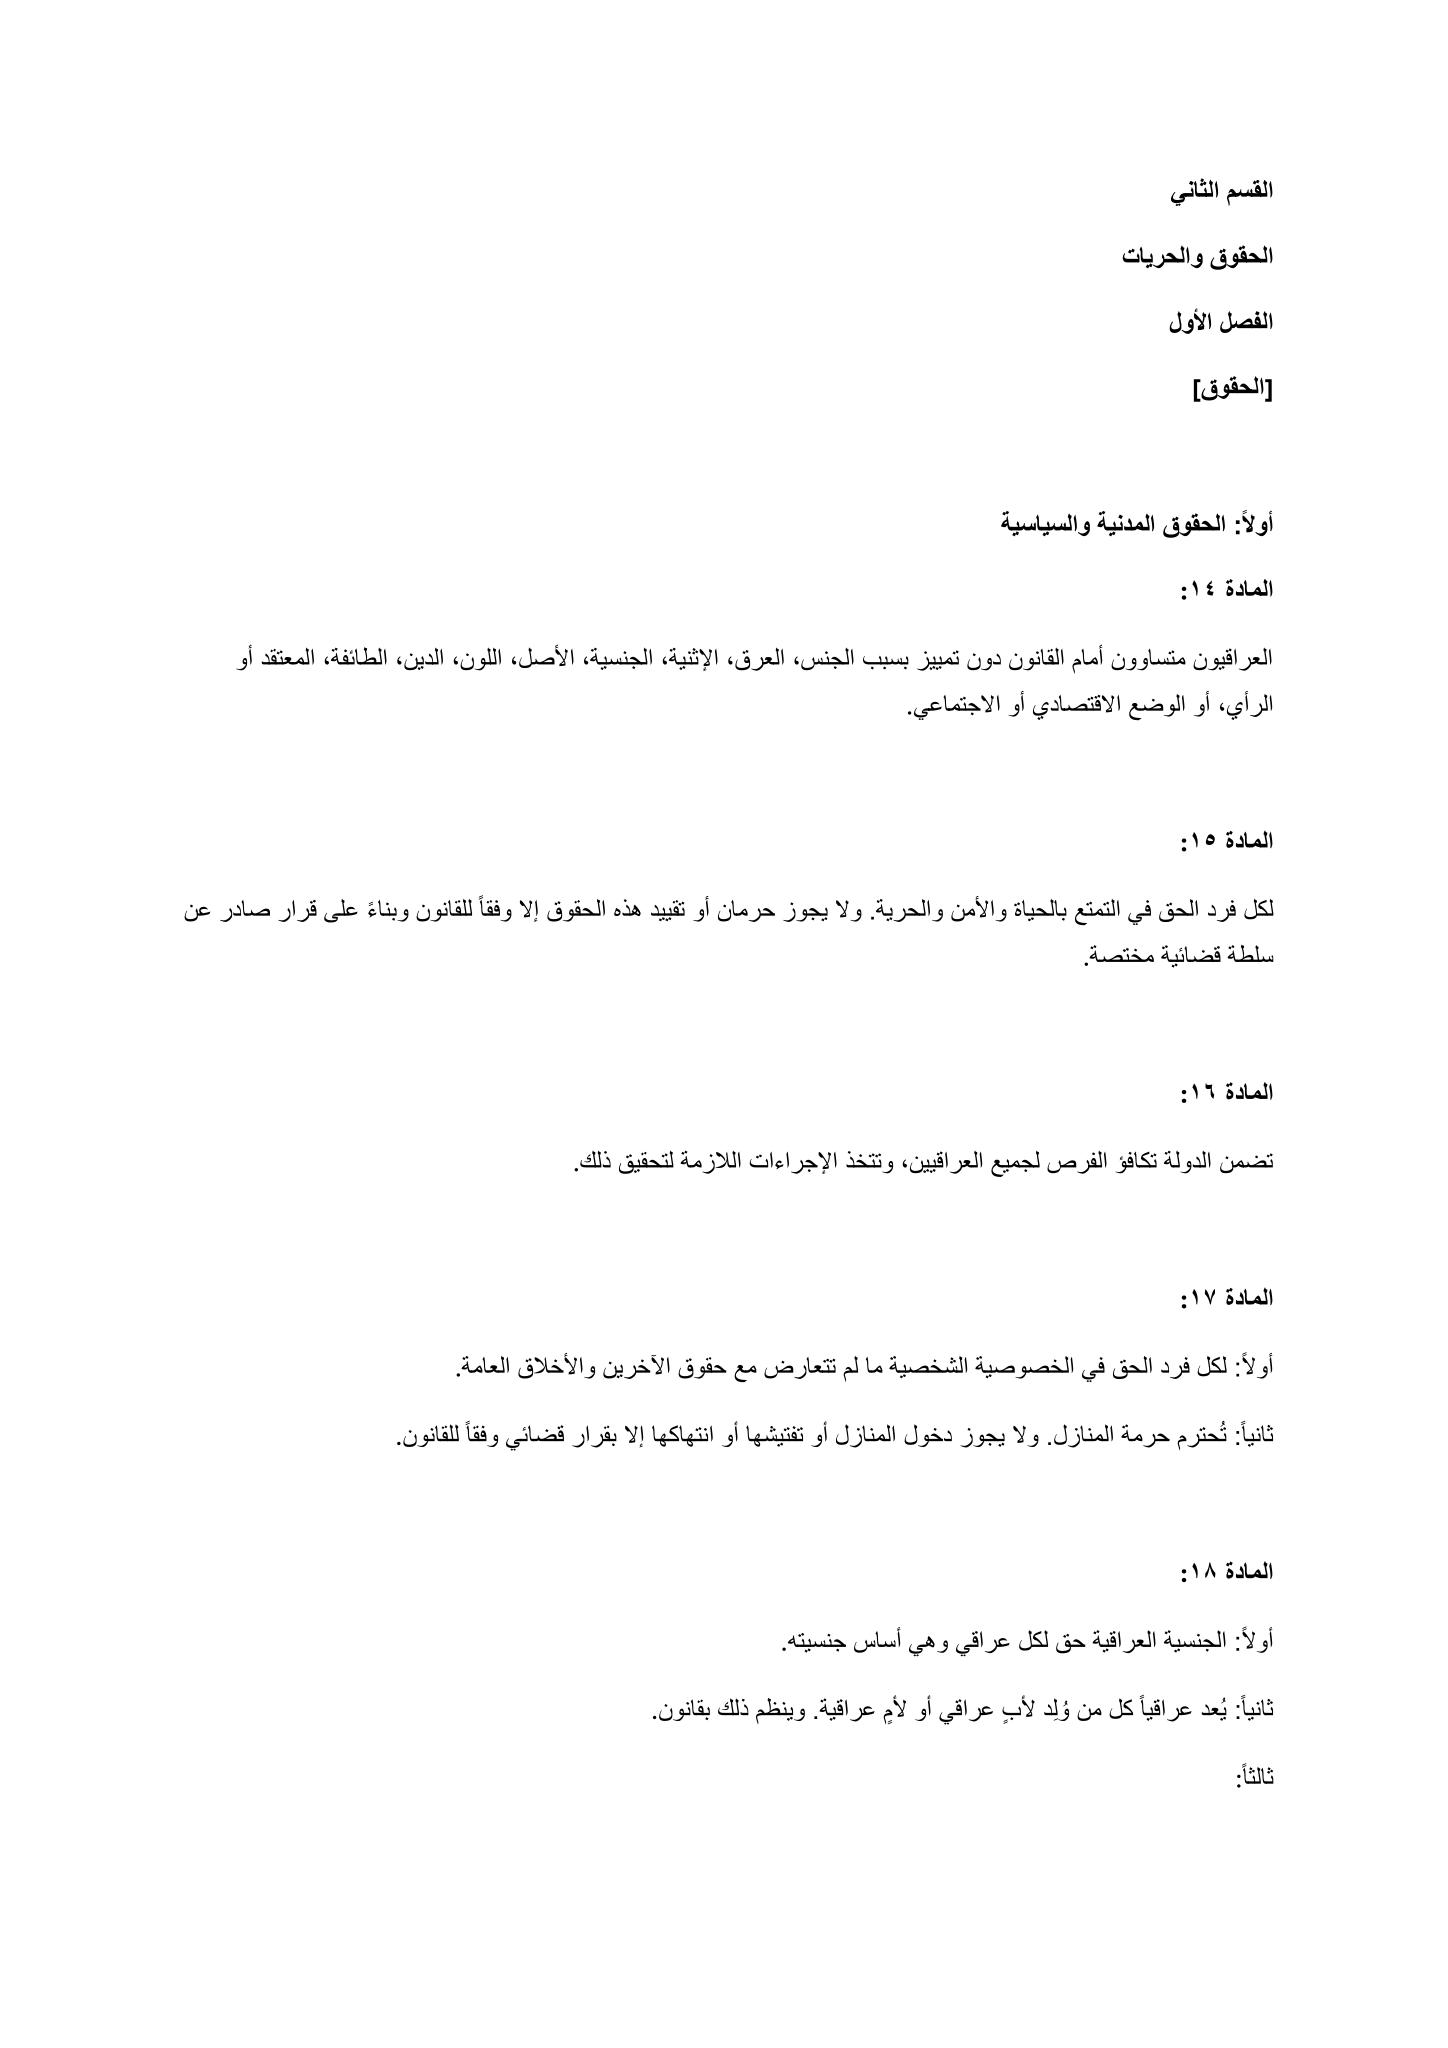 القسم الثاني
الحقوق والحريات
الفصل الأول
[الحقوق]
أولاً: الحقوق المدنية والسياسية
المادة ١٤:
العراقيون متساوون أمام القانون دون تمييز بسبب الجنس، العرق، الإثنية، الجنسية، الأصل، اللون، الدين، الطائفة، المعتقد أو
الرأي، أو الوضع الاقتصادي أو الاجتماعي.
المادة ١٥:
لكل فرد الحق في التمتع بالحياة والأمن والحرية. ولا يجوز حرمان أو تقييد هذه الحقوق إلا وفقاً للقانون وبناءً على قرار صادر عن
سلطة قضائية مختصة.
المادة ١٦:
تضمن الدولة تكافؤ الفرص لجميع العراقيين، وتتخذ الإجراءات اللازمة لتحقيق ذلك.
المادة ١٧:
أولاً: لكل فرد الحق في الخصوصية الشخصية ما لم تتعارض مع حقوق الآخرين والأخلاق العامة.
ثانياً: تُحترم حرمة المنازل. ولا يجوز دخول المنازل أو تفتيشها أو انتهاكها إلا بقرار قضائي وفقاً للقانون.
المادة ١٨:
أولاً: الجنسية العراقية حق لكل عراقي وهي أساس جنسيته.
ثانياً: يُعد عراقياً كل من وُلِد لأبٍ عراقي أو لأمٍ عراقية. وينظم ذلك بقانون.
ثالثاً: